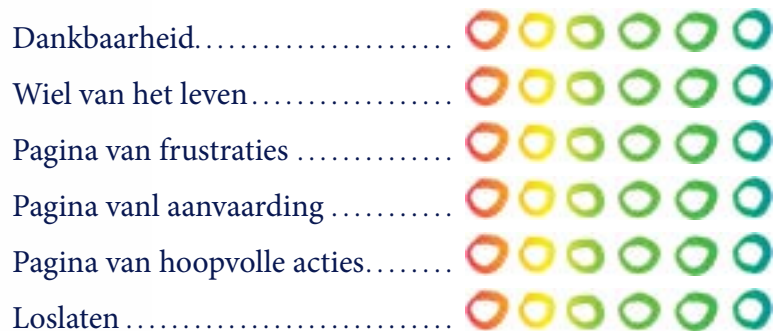 Dankbaarheid..........................
Wiel van het leven....................
Pagina van frustraties ...............
Pagina vanl aanvaarding ...........
Pagina van hoopvolle acties........
Loslaten ................................